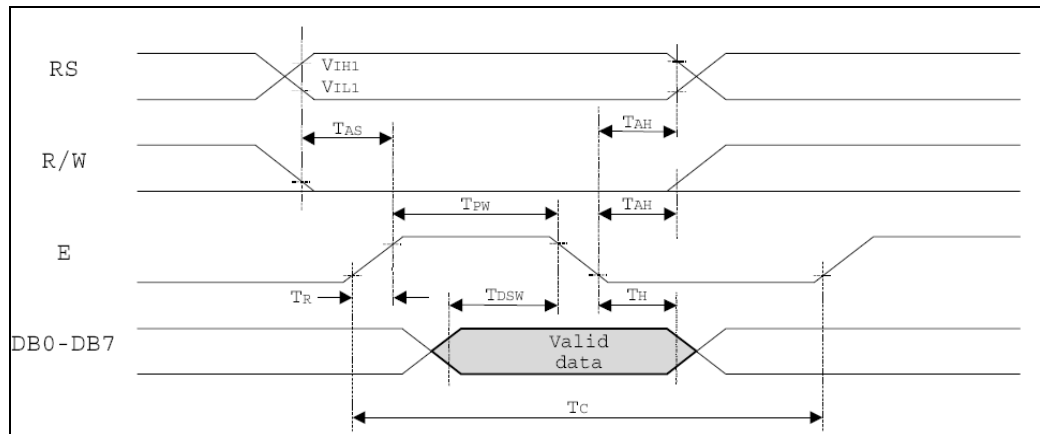 RS
VIH1
VIL1
TAS
TAH
R/W
TPW
TAH
E
TR
TDSW
TH
DB0-DB7
Valid
data
TC